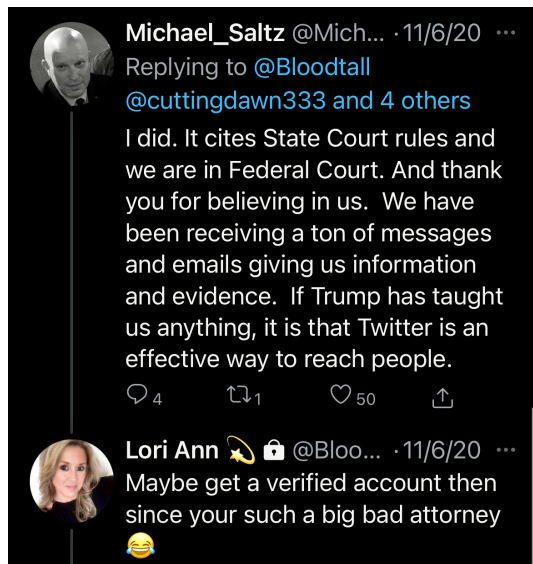 Michael_Saltz @Mich... · 11/6/20 ...
Replying to @Bloodtall
@cuttingdawn333 and 4 others
I did. It cites State Court rules and
we are in Federal Court. And thank
you for believing in us.  We have
been receiving a ton of messages
and emails giving us information
and evidence.  If Trump has taught
us anything, it is that Twitter is an
effective way to reach people.
4 1 50
Lori Ann 💫 🔒 @Bloo... · 11/6/20 ...
Maybe get a verified account then
since your such a big bad attorney
😂